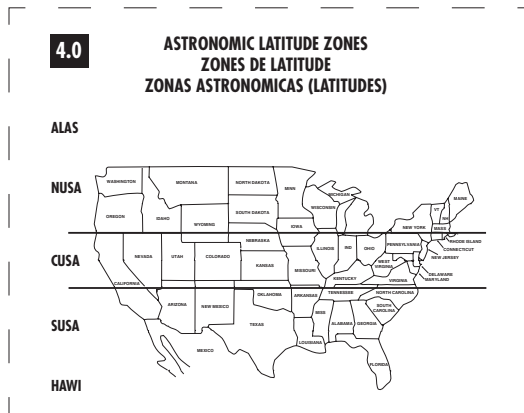 4.0
ASTRONOMIC LATITUDE ZONES
ZONES DE LATITUDE
ZONAS ASTRONOMICAS (LATITUDES)
ALAS
NUSA
CUSA
SUSA
HAWI
WASHINGTON
MONTANA
NORTH DAKOTA
MINN
MICHIGAN
MAINE
OREGON
IDAHO
WYOMING
SOUTH DAKOTA
WISCONSIN
VT
NH
NEW YORK
MASS
IOWA
NEBRASKA
RHODE ISLAND
CONNECTICUT
NEVADA
UTAH
COLORADO
KANSAS
MISSOURI
ILLINOIS
IND
OHIO
PENNSYLVANIA
NEW JERSEY
WEST
VIRGINIA
KENTUCKY
VIRGINIA
DELAWARE
MARYLAND
CALIFORNIA
ARIZONA
NEW MEXICO
OKLAHOMA
ARKANSAS
TENNESSEE
NORTH CAROLINA
SOUTH
CAROLINA
TEXAS
MISS
ALABAMA
GEORGIA
LOUISIANA
MEXICO
FLORIDA